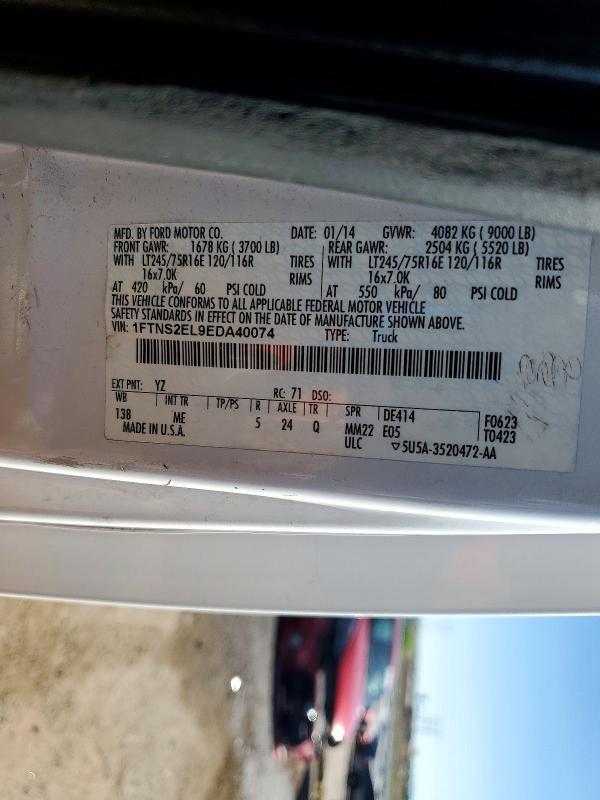 MFD. BY FORD MOTOR CO. DATE: 01/14 GVWR: 4082 KG ( 9000 LB)
FRONT GAWR: 1678 KG ( 3700 LB) REAR GAWR: 2504 KG ( 5520 LB)
WITH LT245/75R16E 120/116R TIRES WITH LT245/75R16E 120/116R TIRES
16x7.0K RIMS 16x7.0K RIMS
AT 420 kPa/ 60 PSI COLD AT 550 kPa/ 80 PSI COLD
THIS VEHICLE CONFORMS TO ALL APPLICABLE FEDERAL MOTOR VEHICLE
SAFETY STANDARDS IN EFFECT ON THE DATE OF MANUFACTURE SHOWN ABOVE.
VIN: 1FTNS2EL9EDA40074 TYPE: Truck
EXT PNT: YZ RC: 71 DSO:
WB INT TR TP/PS R AXLE TR SPR DE414 F0623
138 ME 5 24 Q MM22 E05 T0423
MADE IN U.S.A. ULC ▽5U5A-3520472-AA